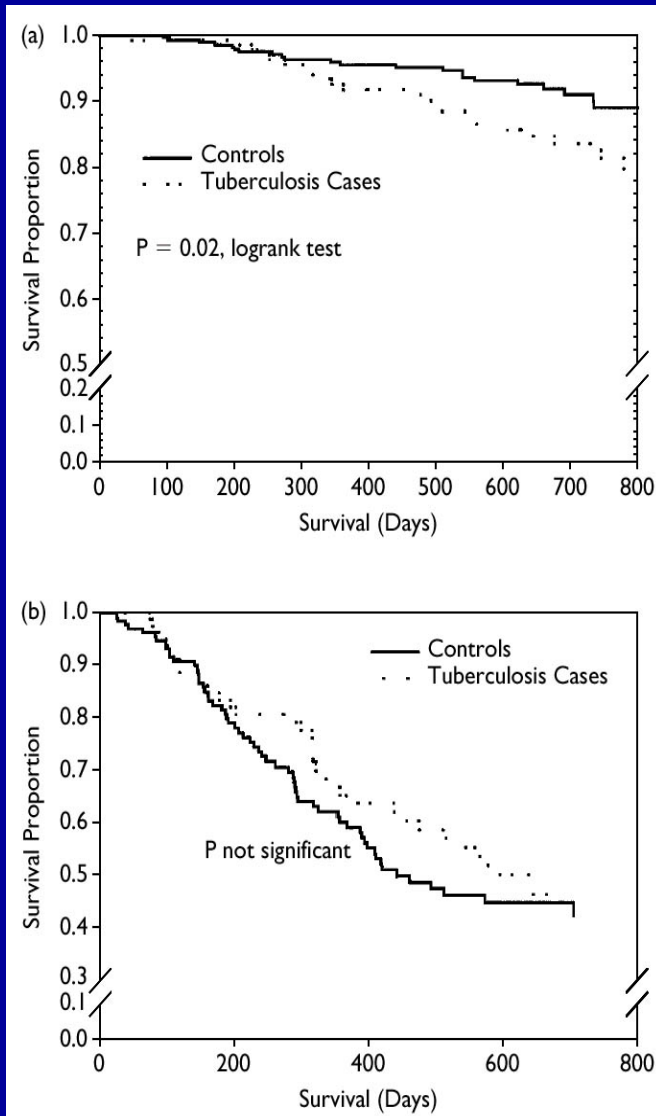 (a)
1.0
0.9
0.8
0.7
0.6
0.5
0.2
0.1
0.0
Survival Proportion
Controls
Tuberculosis Cases
P = 0.02, logrank test
0 100 200 300 400 500 600 700 800
Survival (Days)
(b)
1.0
0.9
0.8
0.7
0.6
0.5
0.4
0.3
0.1
0.0
Survival Proportion
Controls
Tuberculosis Cases
P not significant
0 200 400 600 800
Survival (Days)